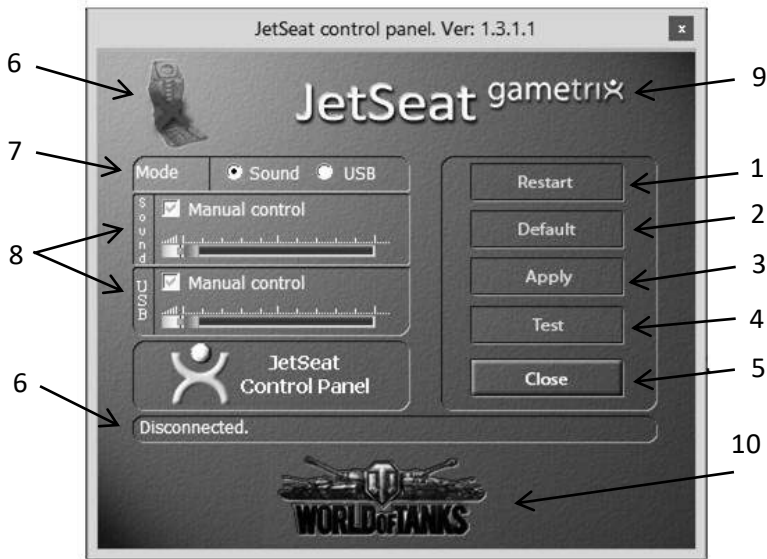 JetSeat control panel. Ver: 1.3.1.1
x
6
JetSeat gametrix
9
7
Mode
Sound
USB
Restart
1
Sound
Manual control
Default
2
8
Apply
3
USB
Manual control
Test
4
JetSeat
Control Panel
Close
5
6
Disconnected.
10
WORLD OF TANKS